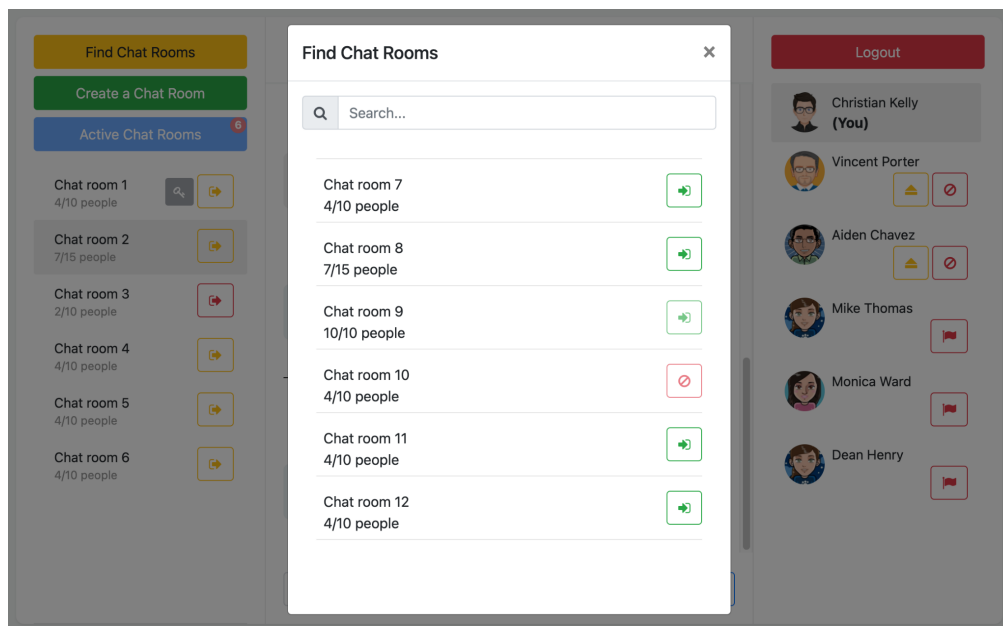 Find Chat Rooms
Create a Chat Room
Active Chat Rooms
6
Chat room 1
4/10 people
Chat room 2
7/15 people
Chat room 3
2/10 people
Chat room 4
4/10 people
Chat room 5
4/10 people
Chat room 6
4/10 people
Find Chat Rooms
×
Search...
Chat room 7
4/10 people
Chat room 8
7/15 people
Chat room 9
10/10 people
Chat room 10
4/10 people
Chat room 11
4/10 people
Chat room 12
4/10 people
Logout
Christian Kelly
(You)
Vincent Porter
Aiden Chavez
Mike Thomas
Monica Ward
Dean Henry